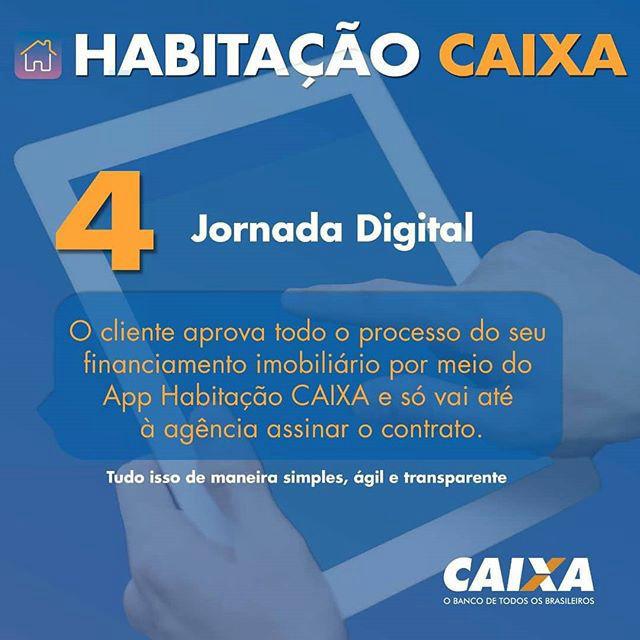 HABITAÇÃO CAIXA
4 Jornada Digital
O cliente aprova todo o processo do seu
financiamento imobiliário por meio do
App Habitação CAIXA e só vai até
à agência assinar o contrato.
Tudo isso de maneira simples, ágil e transparente
CAIXA
O BANCO DE TODOS OS BRASILEIROS